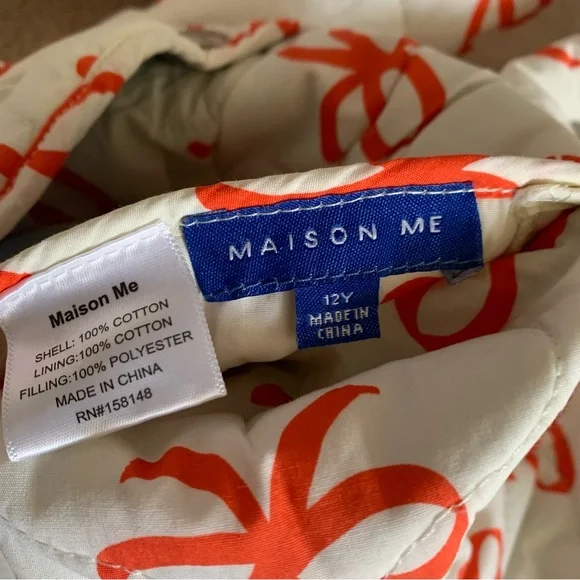 MAISON ME
12Y
MADE IN
CHINA
Maison Me
SHELL: 100% COTTON
LINING:100% COTTON
FILLING:100% POLYESTER
MADE IN CHINA
RN#158148